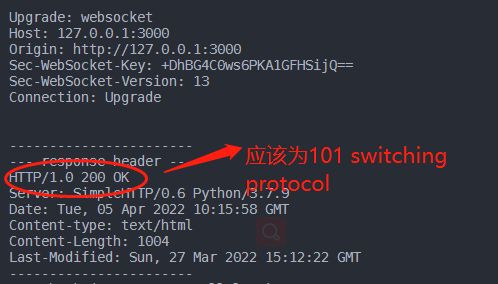 Upgrade: websocket
Host: 127.0.0.1:3000
Origin: http://127.0.0.1:3000
Sec-WebSocket-Key: +DhBG4C0ws6PKA1GFHSijQ==
Sec-WebSocket-Version: 13
Connection: Upgrade
-----------------------
--- response header --
HTTP/1.0 200 OK
应该为101 switching
protocol
Server: SimpleHTTP/0.6 Python/3.7.9
Date: Tue, 05 Apr 2022 10:15:58 GMT
Content-type: text/html
Content-Length: 1004
Last-Modified: Sun, 27 Mar 2022 15:12:22 GMT
-----------------------